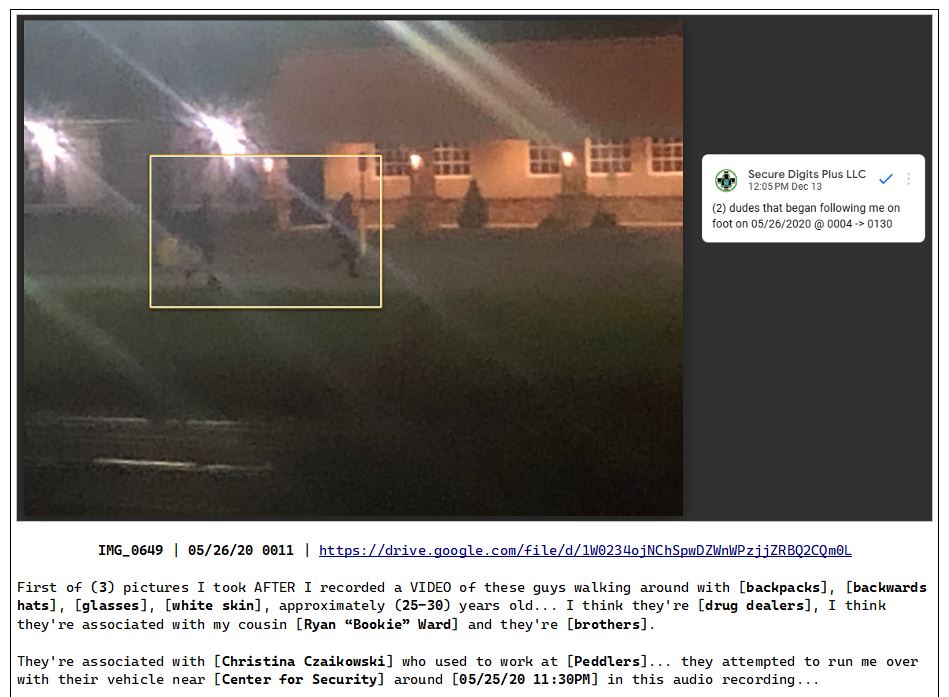 Secure Digits Plus LLC
12:05 PM Dec 13
(2) dudes that began following me on
foot on 05/26/2020 @ 0004 -> 0130
IMG_0649 | 05/26/20 0011 | https://drive.google.com/file/d/1W0234ojNChSpwDZWnWPzjjZRBQ2CQm0L
First of (3) pictures I took AFTER I recorded a VIDEO of these guys walking around with [backpacks], [backwards
hats], [glasses], [white skin], approximately (25-30) years old... I think they're [drug dealers], I think
they're associated with my cousin [Ryan “Bookie” Ward] and they're [brothers].
They're associated with [Christina Czaikowski] who used to work at [Peddlers]... they attempted to run me over
with their vehicle near [Center for Security] around [05/25/20 11:30PM] in this audio recording...